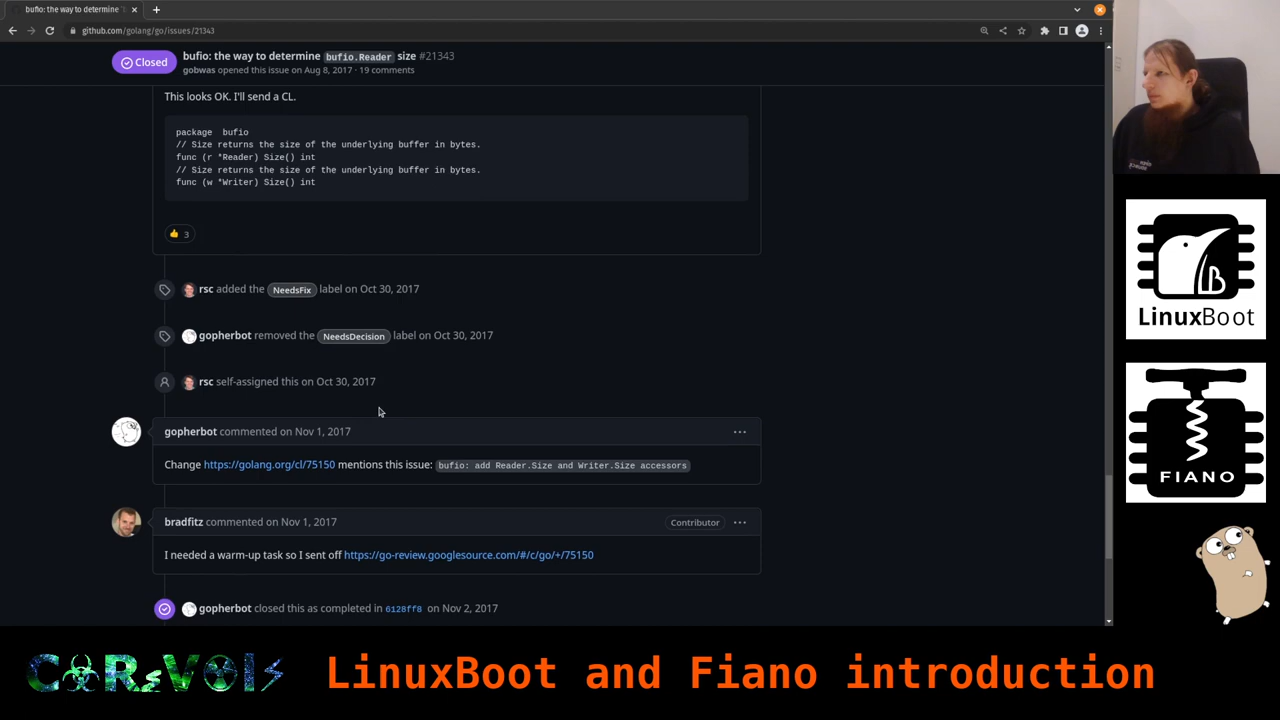 bufio: the way to determine
github.com/golang/go/issues/21343
Closed
bufio: the way to determine bufio.Reader size #21343
gobwas opened this issue on Aug 8, 2017 · 19 comments
This looks OK. I'll send a CL.
package bufio
// Size returns the size of the underlying buffer in bytes.
func (r *Reader) Size() int
// Size returns the size of the underlying buffer in bytes.
func (w *Writer) Size() int
👍 3
rsc added the NeedsFix label on Oct 30, 2017
gopherbot removed the NeedsDecision label on Oct 30, 2017
rsc self-assigned this on Oct 30, 2017
gopherbot commented on Nov 1, 2017
Change https://golang.org/cl/75150 mentions this issue: bufio: add Reader.Size and Writer.Size accessors
bradfitz commented on Nov 1, 2017
Contributor
I needed a warm-up task so I sent off https://go-review.googlesource.com/#/c/go/+/75150
gopherbot closed this as completed in 6128ff8 on Nov 2, 2017
LB
LinuxBoot
FIANO
LinuxBoot and Fiano introduction